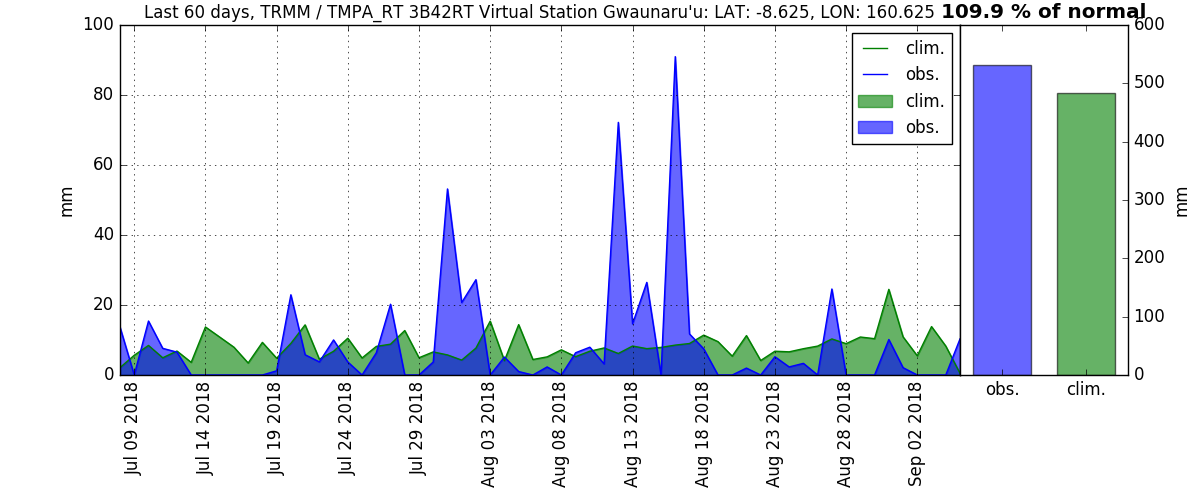 Last 60 days, TRMM / TMPA_RT 3B42RT Virtual Station Gwaunaru'u: LAT: -8.625, LON: 160.625 109.9 % of normal
100
80
60
40
20
0
mm
clim.
obs.
clim.
obs.
600
500
400
300
200
100
0
mm
Jul 09 2018
Jul 14 2018
Jul 19 2018
Jul 24 2018
Jul 29 2018
Aug 03 2018
Aug 08 2018
Aug 13 2018
Aug 18 2018
Aug 23 2018
Aug 28 2018
Sep 02 2018
obs.
clim.